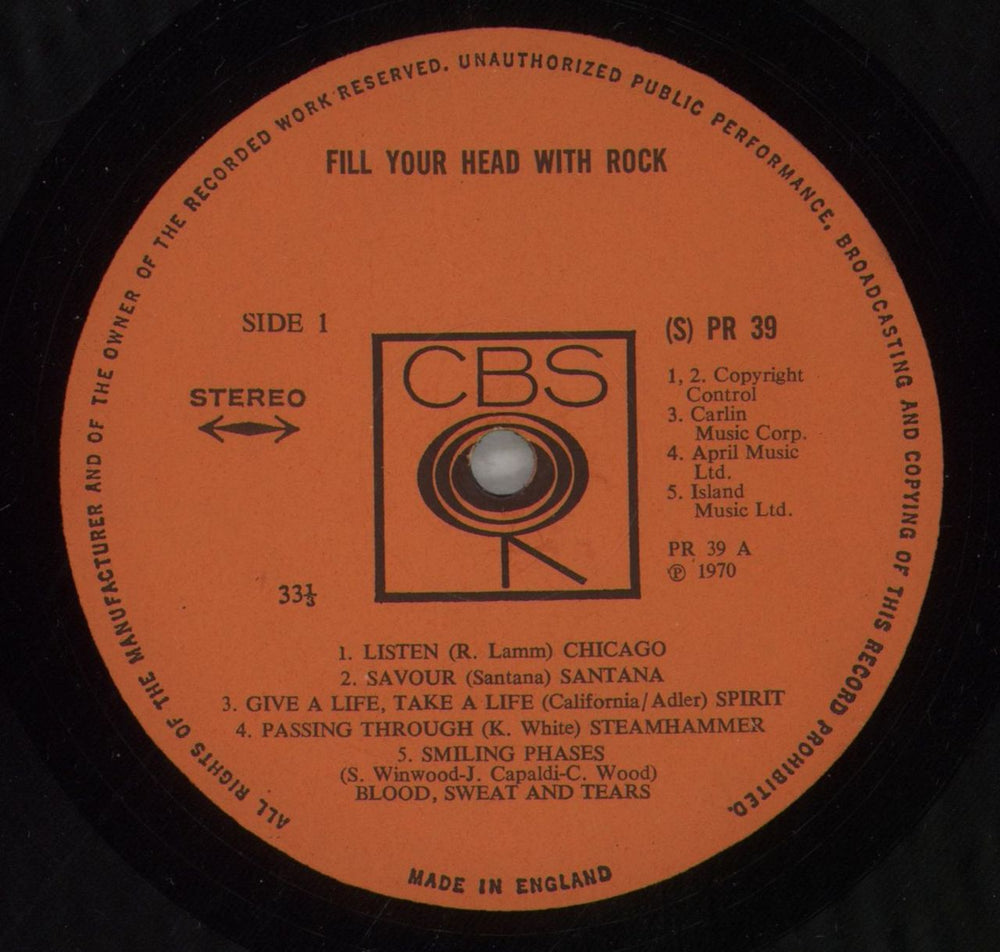 ALL RIGHTS OF THE MANUFACTURER AND OF THE OWNER OF THE RECORDED WORK RESERVED. UNAUTHORIZED PUBLIC PERFORMANCE, BROADCASTING AND COPYING OF THIS RECORD PROHIBITED.
FILL YOUR HEAD WITH ROCK
SIDE 1
STEREO
33⅓
CBS
(S) PR 39
1, 2. Copyright
Control
3. Carlin
Music Corp.
4. April Music
Ltd.
5. Island
Music Ltd.
PR 39 A
℗ 1970
1. LISTEN (R. Lamm) CHICAGO
2. SAVOUR (Santana) SANTANA
3. GIVE A LIFE, TAKE A LIFE (California/Adler) SPIRIT
4. PASSING THROUGH (K. White) STEAMHAMMER
5. SMILING PHASES
(S. Winwood-J. Capaldi-C. Wood)
BLOOD, SWEAT AND TEARS
MADE IN ENGLAND